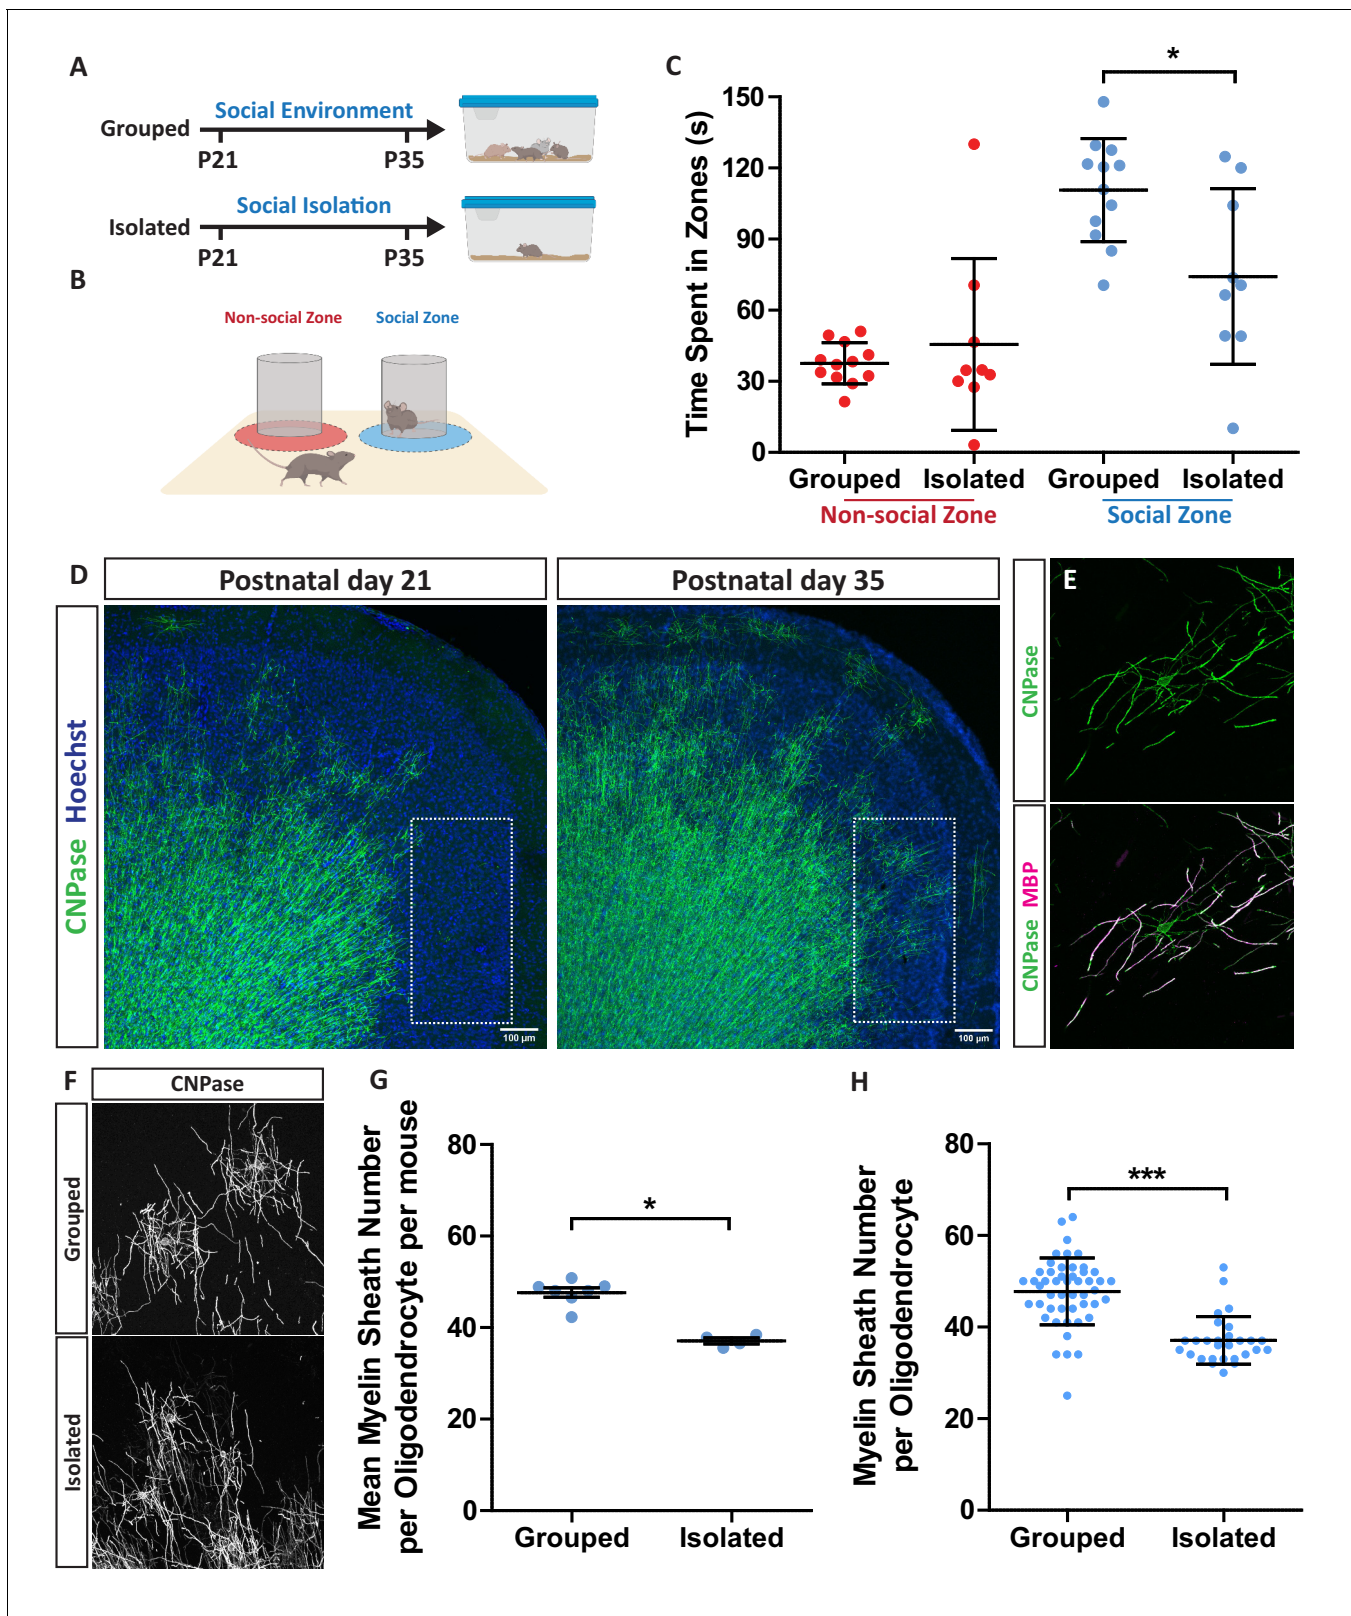 A
Grouped
Social Environment
P21
P35
Isolated
Social Isolation
P21
P35
B
Non-social Zone
Social Zone
C
*
Time Spent in Zones (s)
150
120
90
60
30
0
Grouped
Isolated
Grouped
Isolated
Non-social Zone
Social Zone
D
Postnatal day 21
Postnatal day 35
CNPase Hoechst
100 µm
100 µm
E
CNPase
CNPase MBP
F
CNPase
Grouped
Isolated
G
Mean Myelin Sheath Number
per Oligodendrocyte per mouse
80
60
40
20
0
*
Grouped
Isolated
H
Myelin Sheath Number
per Oligodendrocyte
80
60
40
20
0
***
Grouped
Isolated